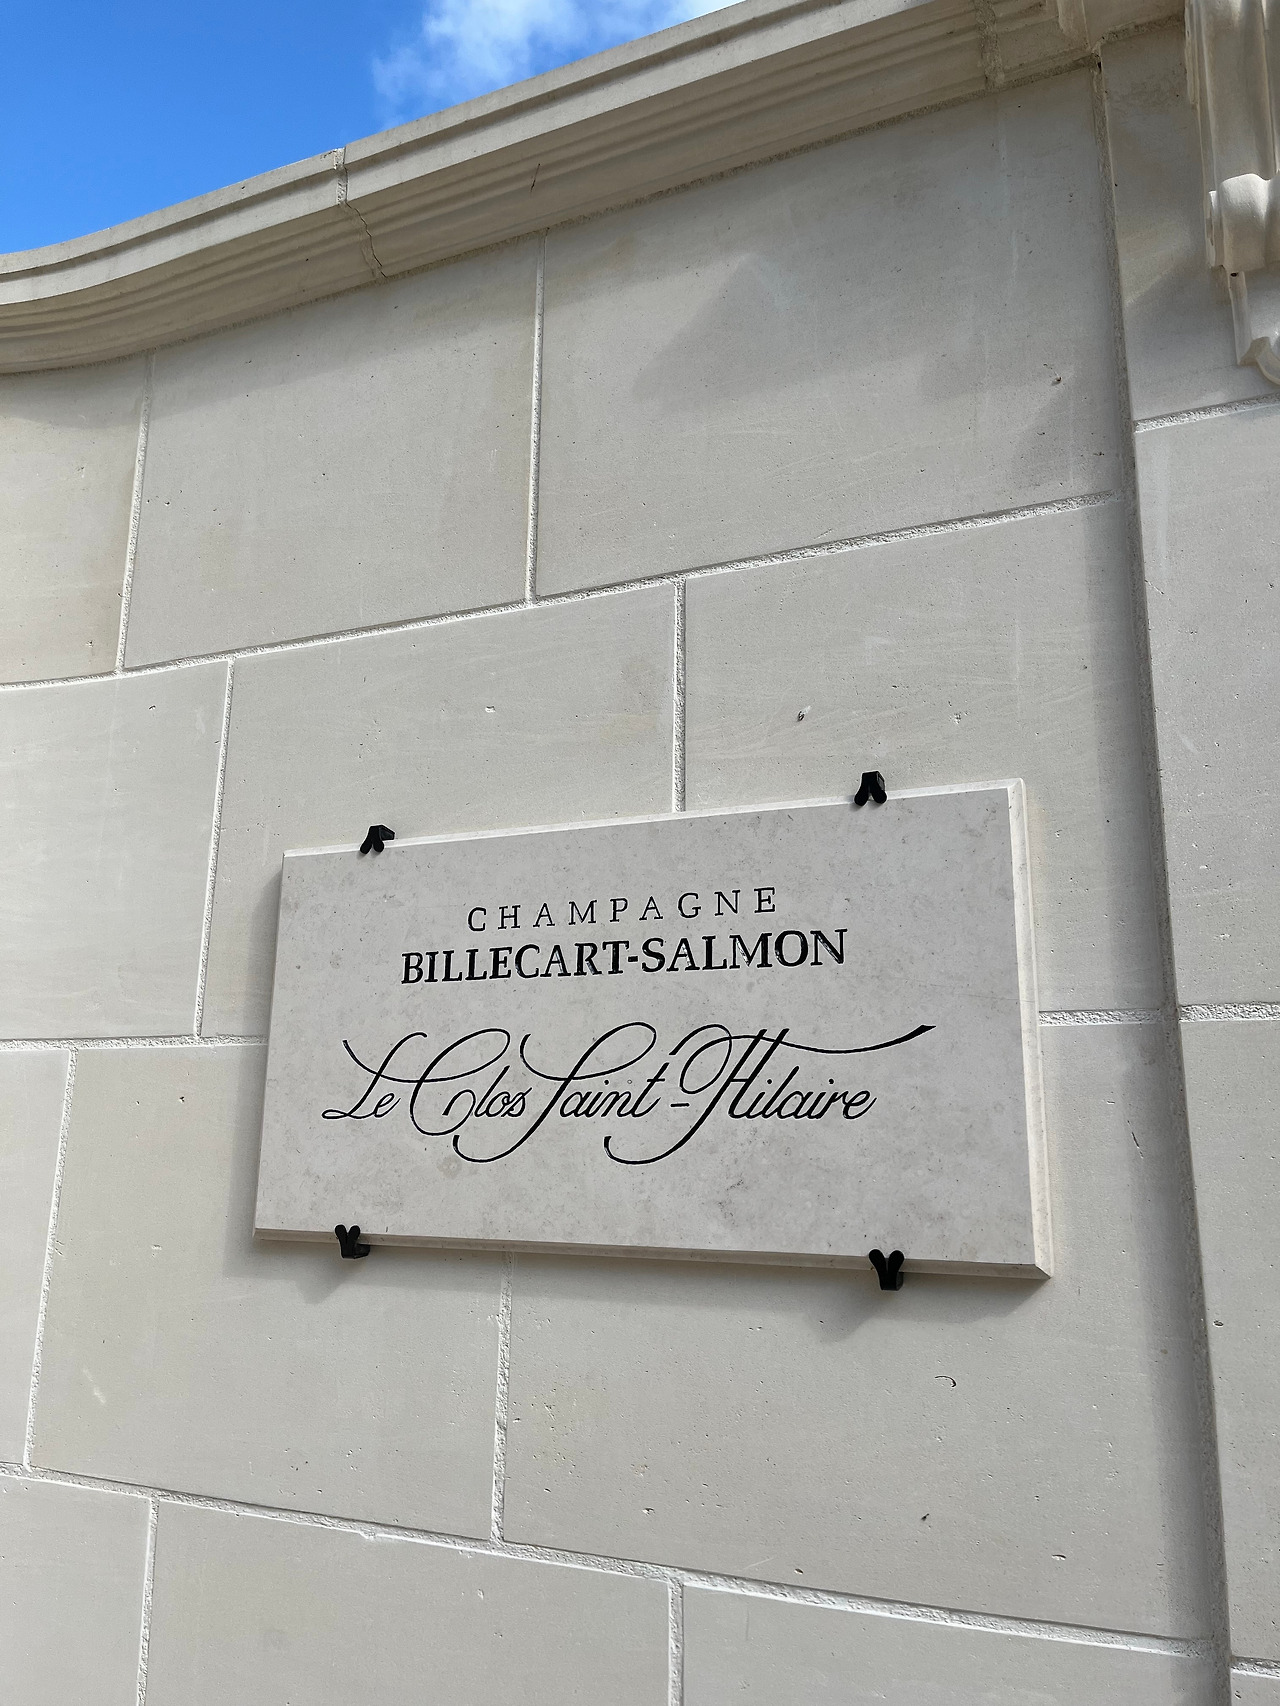 CHAMPAGNE
BILLECART-SALMON
Le Clos Saint-Hilaire